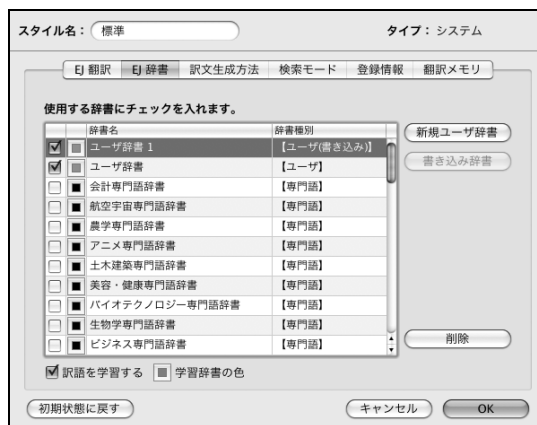 スタイル名： 標準 タイプ： システム
EJ 翻訳 EJ 辞書 訳文生成方法 検索モード 登録情報 翻訳メモリ
使用する辞書にチェックを入れます。
辞書名 辞書種別
ユーザ辞書 1 【ユーザ(書き込み)】
新規ユーザ辞書
ユーザ辞書 【ユーザ】
書き込み辞書
会計専門語辞書 【専門語】
航空宇宙専門語辞書 【専門語】
農学専門語辞書 【専門語】
アニメ専門語辞書 【専門語】
土木建築専門語辞書 【専門語】
美容・健康専門語辞書 【専門語】
バイオテクノロジー専門語辞書 【専門語】
生物学専門語辞書 【専門語】
ビジネス専門語辞書 【専門語】
削除
訳語を学習する 学習辞書の色
初期状態に戻す キャンセル OK